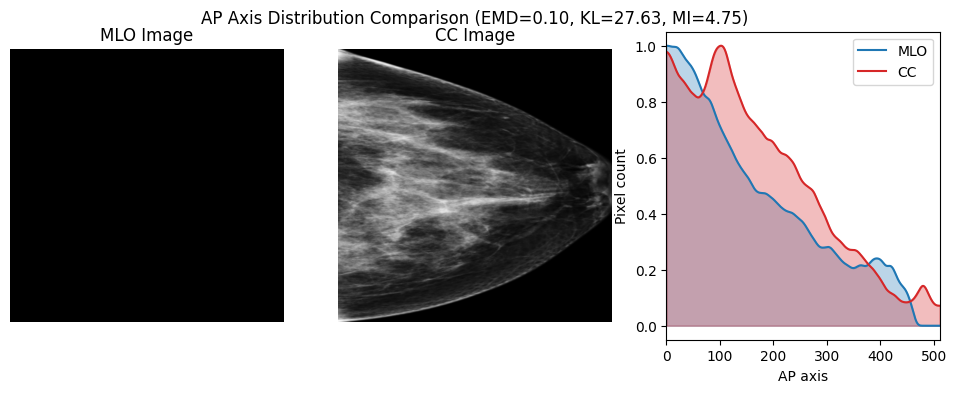 AP Axis Distribution Comparison (EMD=0.10, KL=27.63, MI=4.75)
MLO Image
CC Image
MLO
CC
Pixel count
1.0
0.8
0.6
0.4
0.2
0.0
0 100 200 300 400 500
AP axis